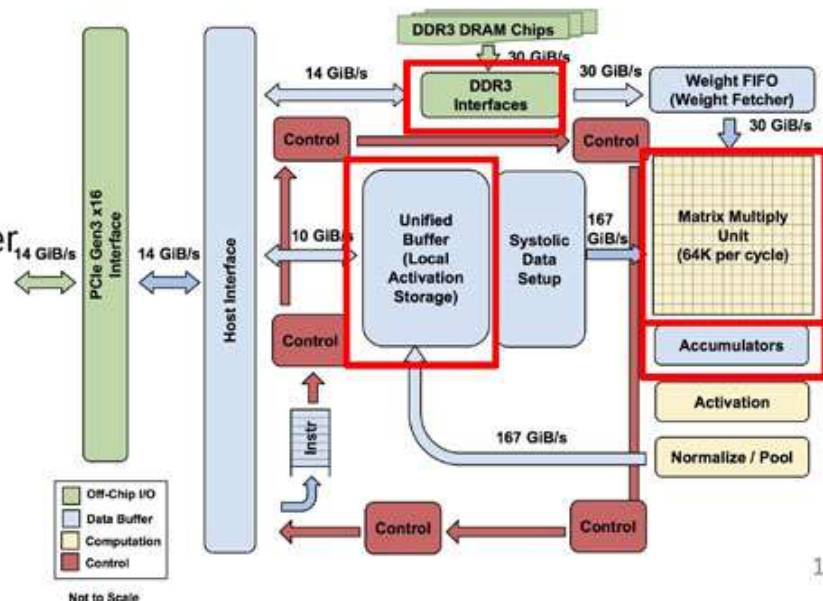 DDR3 DRAM Chips
30 GiB/s
14 GiB/s
DDR3
Interfaces
30 GiB/s
Weight FIFO
(Weight Fetcher)
30 GiB/s
Control
Control
er
14 GiB/s
PCIe Gen3 x16
Interface
14 GiB/s
Host Interface
10 GiB/s
Unified
Buffer
(Local
Activation
Storage)
Systolic
Data
Setup
167
GiB/s
Matrix Multiply
Unit
(64K per cycle)
Control
Accumulators
Activation
Instr
167 GiB/s
Normalize / Pool
Off-Chip I/O
Data Buffer
Computation
Control
Control
Control
Not to Scale
1